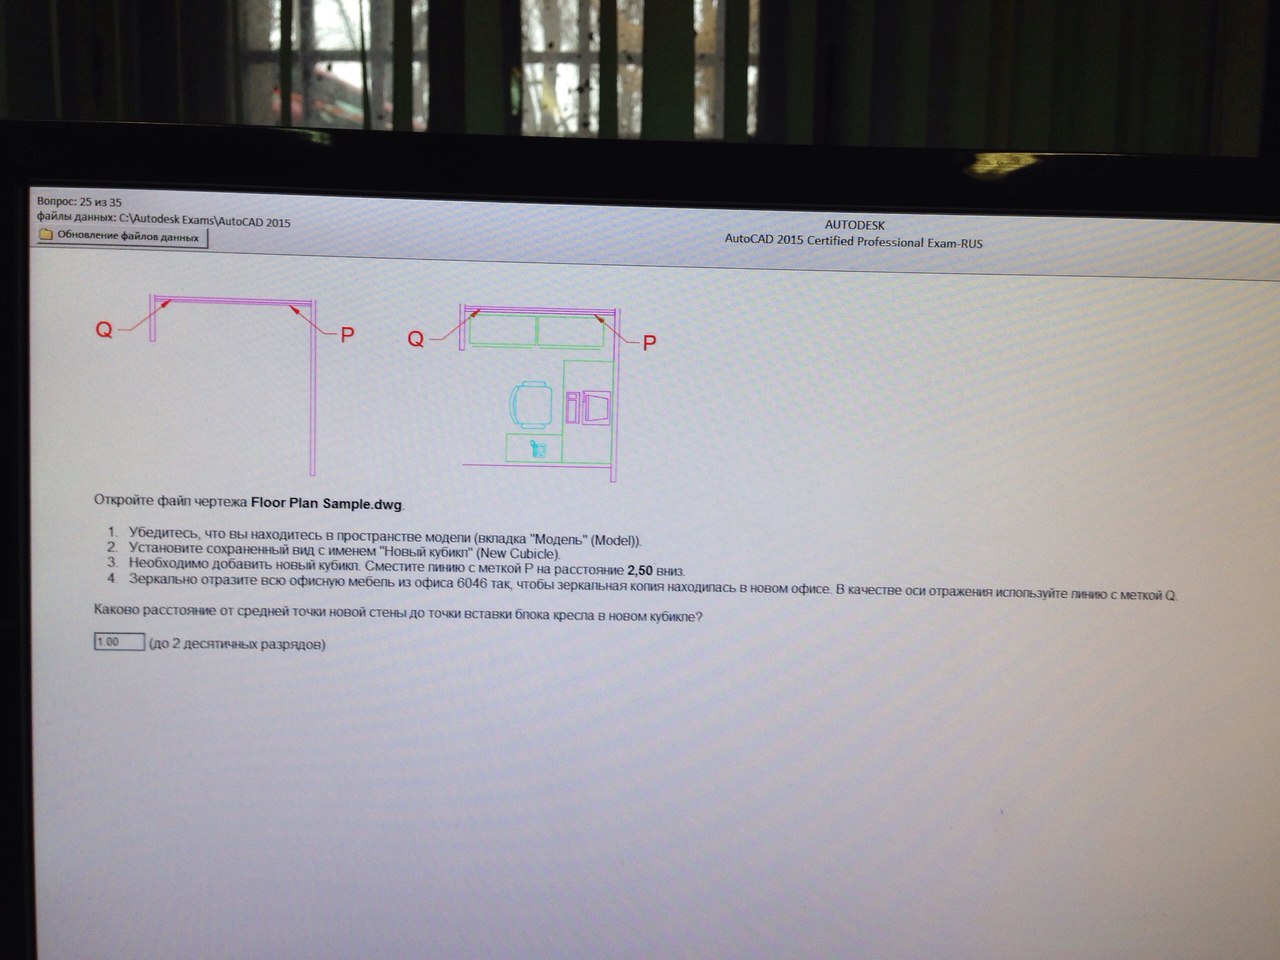 Вопрос: 25 из 35
файлы данных: C:\Autodesk Exams\AutoCAD 2015
Обновление файлов данных
AUTODESK
AutoCAD 2015 Certified Professional Exam-RUS
Q
P
Q
P
Откройте файл чертежа Floor Plan Sample.dwg.
1. Убедитесь, что вы находитесь в пространстве модели (вкладка "Модель" (Model)).
2. Установите сохраненный вид с именем "Новый кубикл" (New Cubicle).
3. Необходимо добавить новый кубикл. Сместите линию с меткой P на расстояние 2,50 вниз.
4. Зеркально отразите всю офисную мебель из офиса 6046 так, чтобы зеркальная копия находилась в новом офисе. В качестве оси отражения используйте линию с меткой Q.
Каково расстояние от средней точки новой стены до точки вставки блока кресла в новом кубикле?
1.00 (до 2 десятичных разрядов)